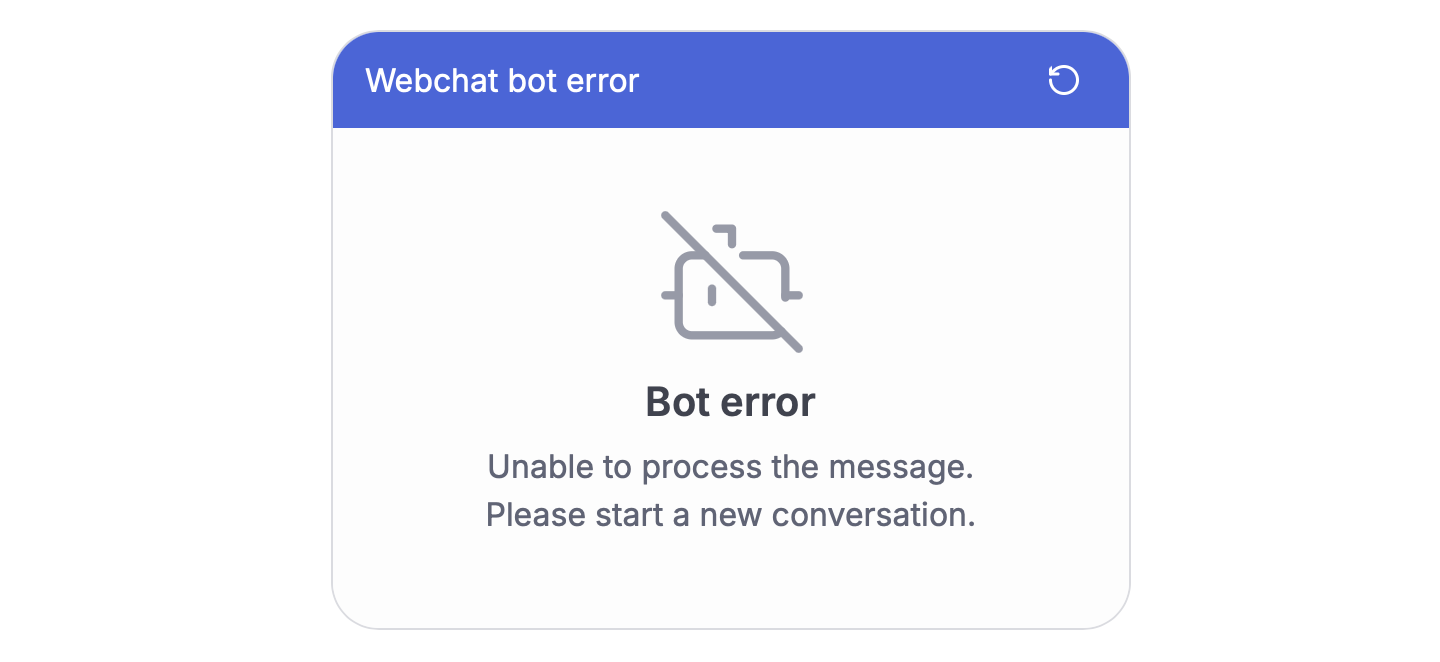 Webchat bot error
Bot error
Unable to process the message.
Please start a new conversation.